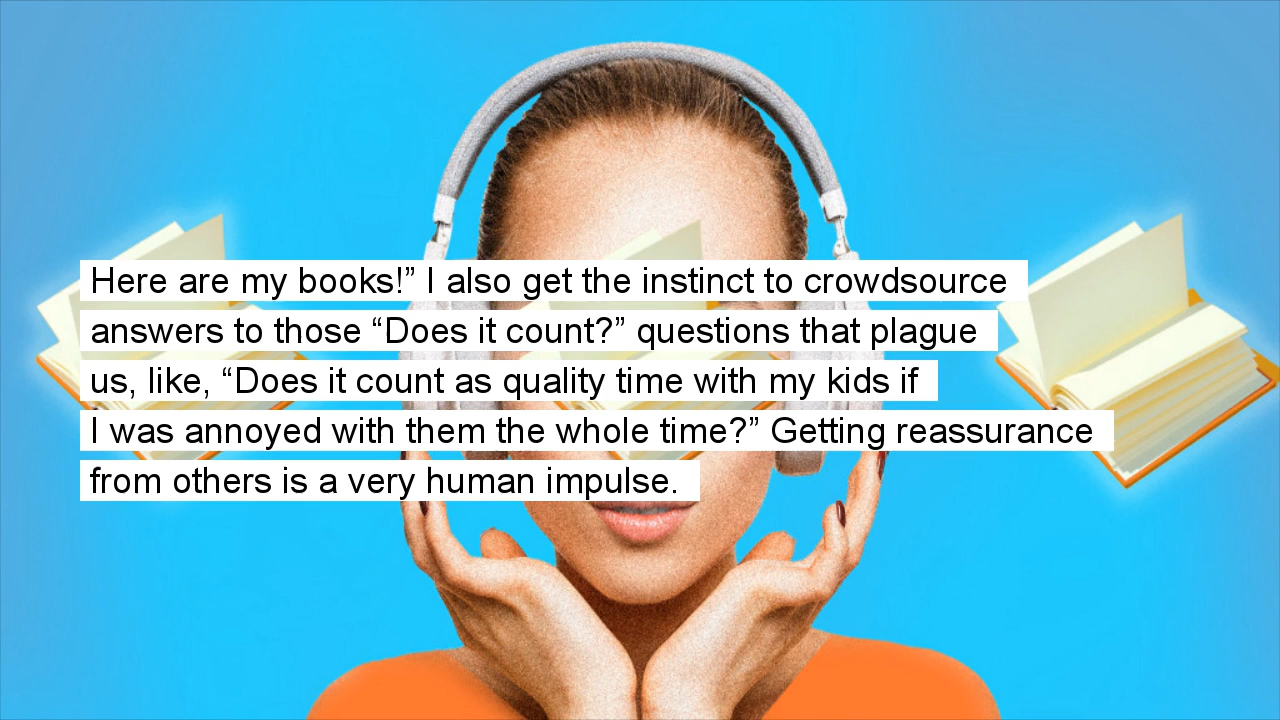 Here are my books!” I also get the instinct to crowdsource
answers to those “Does it count?” questions that plague
us, like, “Does it count as quality time with my kids if
I was annoyed with them the whole time?” Getting reassurance
from others is a very human impulse.